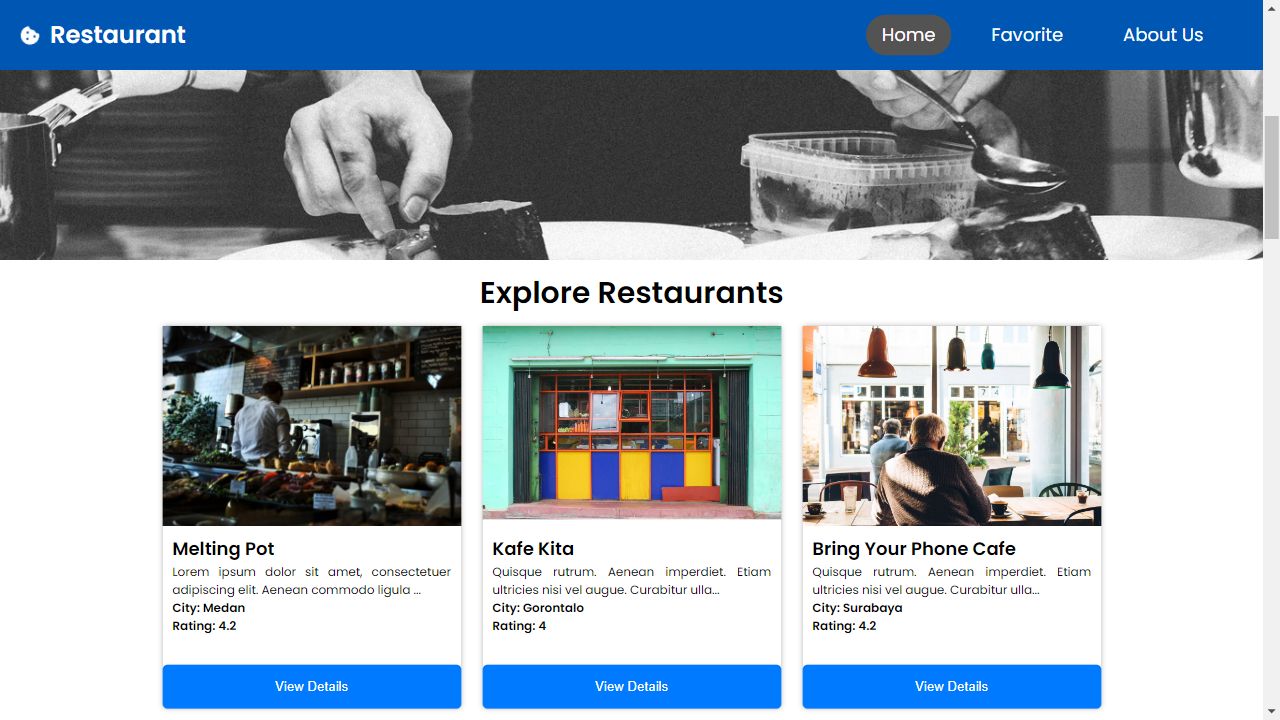 Restaurant
Home
Favorite
About Us
Explore Restaurants
Melting Pot
Lorem ipsum dolor sit amet, consectetuer
adipiscing elit. Aenean commodo ligula ...
City: Medan
Rating: 4.2
View Details
Kafe Kita
Quisque rutrum. Aenean imperdiet. Etiam
ultricies nisi vel augue. Curabitur ulla...
City: Gorontalo
Rating: 4
View Details
Bring Your Phone Cafe
Quisque rutrum. Aenean imperdiet. Etiam
ultricies nisi vel augue. Curabitur ulla...
City: Surabaya
Rating: 4.2
View Details